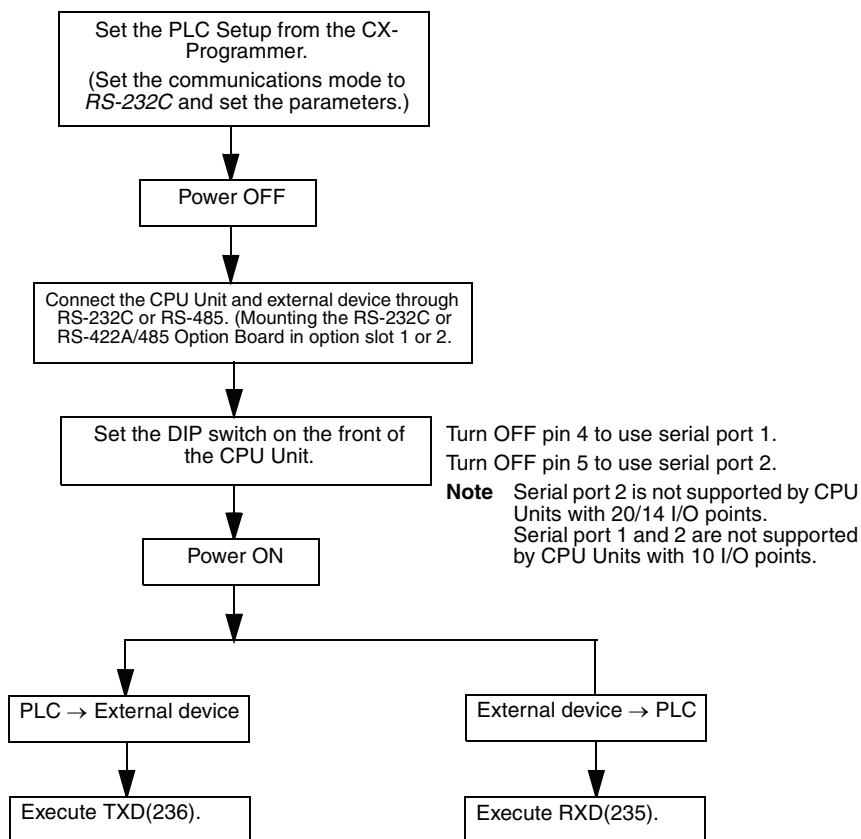 Set the PLC Setup from the CX-
Programmer.
(Set the communications mode to
RS-232C and set the parameters.)
Power OFF
Connect the CPU Unit and external device through
RS-232C or RS-485. (Mounting the RS-232C or
RS-422A/485 Option Board in option slot 1 or 2.
Set the DIP switch on the front of
the CPU Unit.
Turn OFF pin 4 to use serial port 1.
Turn OFF pin 5 to use serial port 2.
Note Serial port 2 is not supported by CPU
Units with 20/14 I/O points.
Serial port 1 and 2 are not supported
by CPU Units with 10 I/O points.
Power ON
PLC → External device
External device → PLC
Execute TXD(236).
Execute RXD(235).